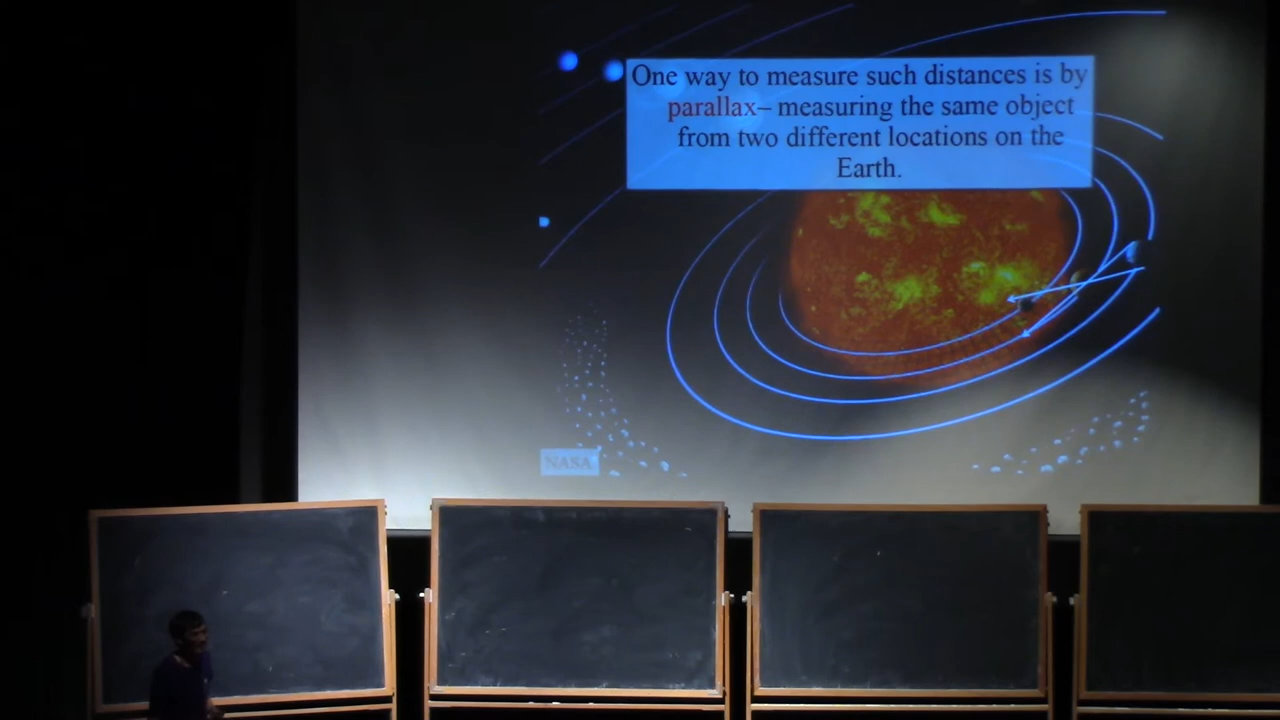 One way to measure such distances is by
parallax– measuring the same object
from two different locations on the
Earth.
NASA